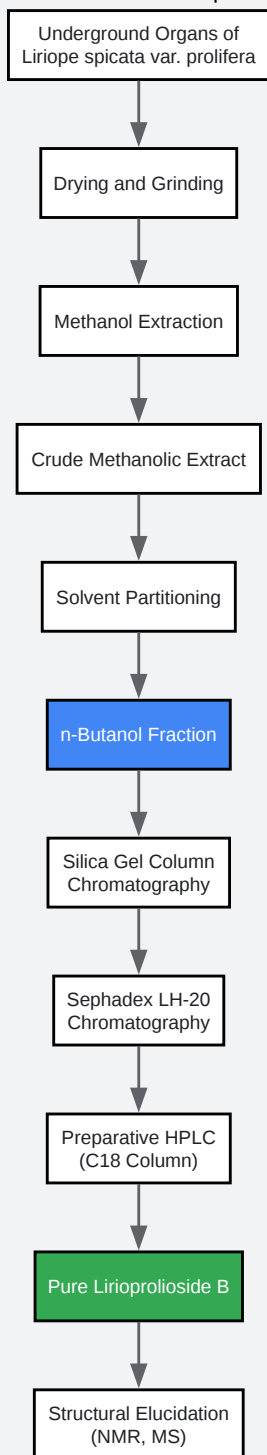 Underground Organs of
Liriope spicata var. prolifera
Drying and Grinding
Methanol Extraction
Crude Methanolic Extract
Solvent Partitioning
n-Butanol Fraction
Silica Gel Column
Chromatography
Sephadex LH-20
Chromatography
Preparative HPLC
(C18 Column)
Pure Lirioprolioside B
Structural Elucidation
(NMR, MS)